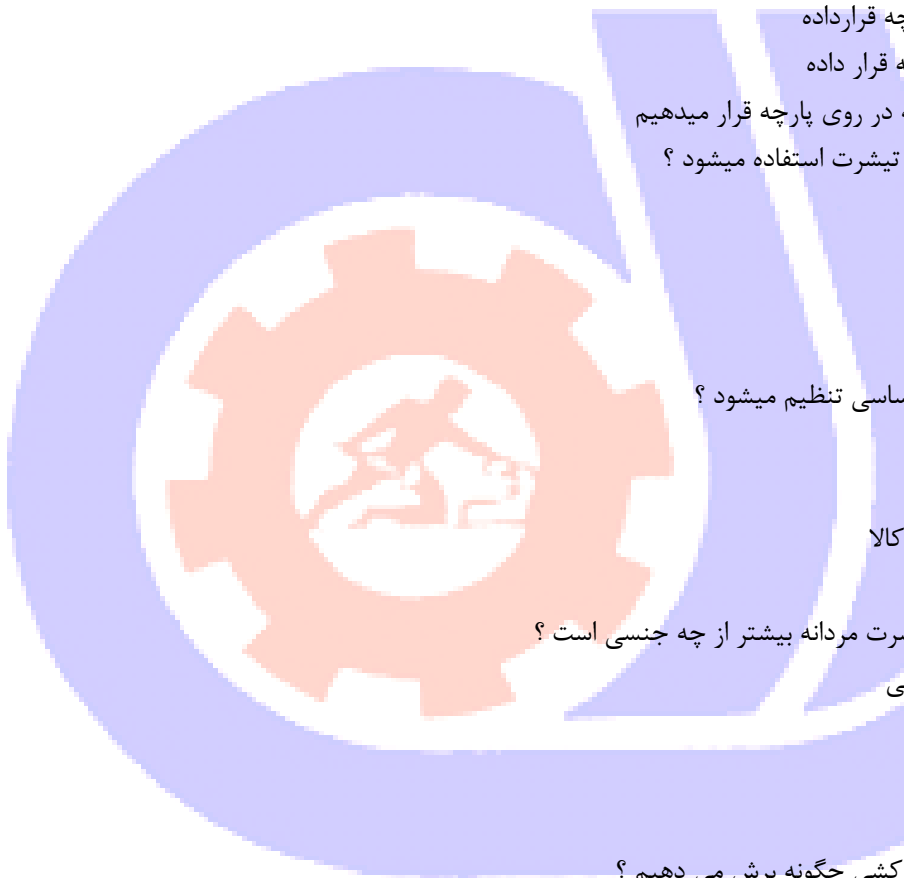 چه قرارداده
ه قرار داده
ه در روی پارچه قرار میدهیم
تیشرت استفاده میشود ؟
ساسی تنظیم میشود ؟
کالا
شرت مردانه بیشتر از چه جنسی است ؟
ی
کشی چگونه برش می دهیم ؟